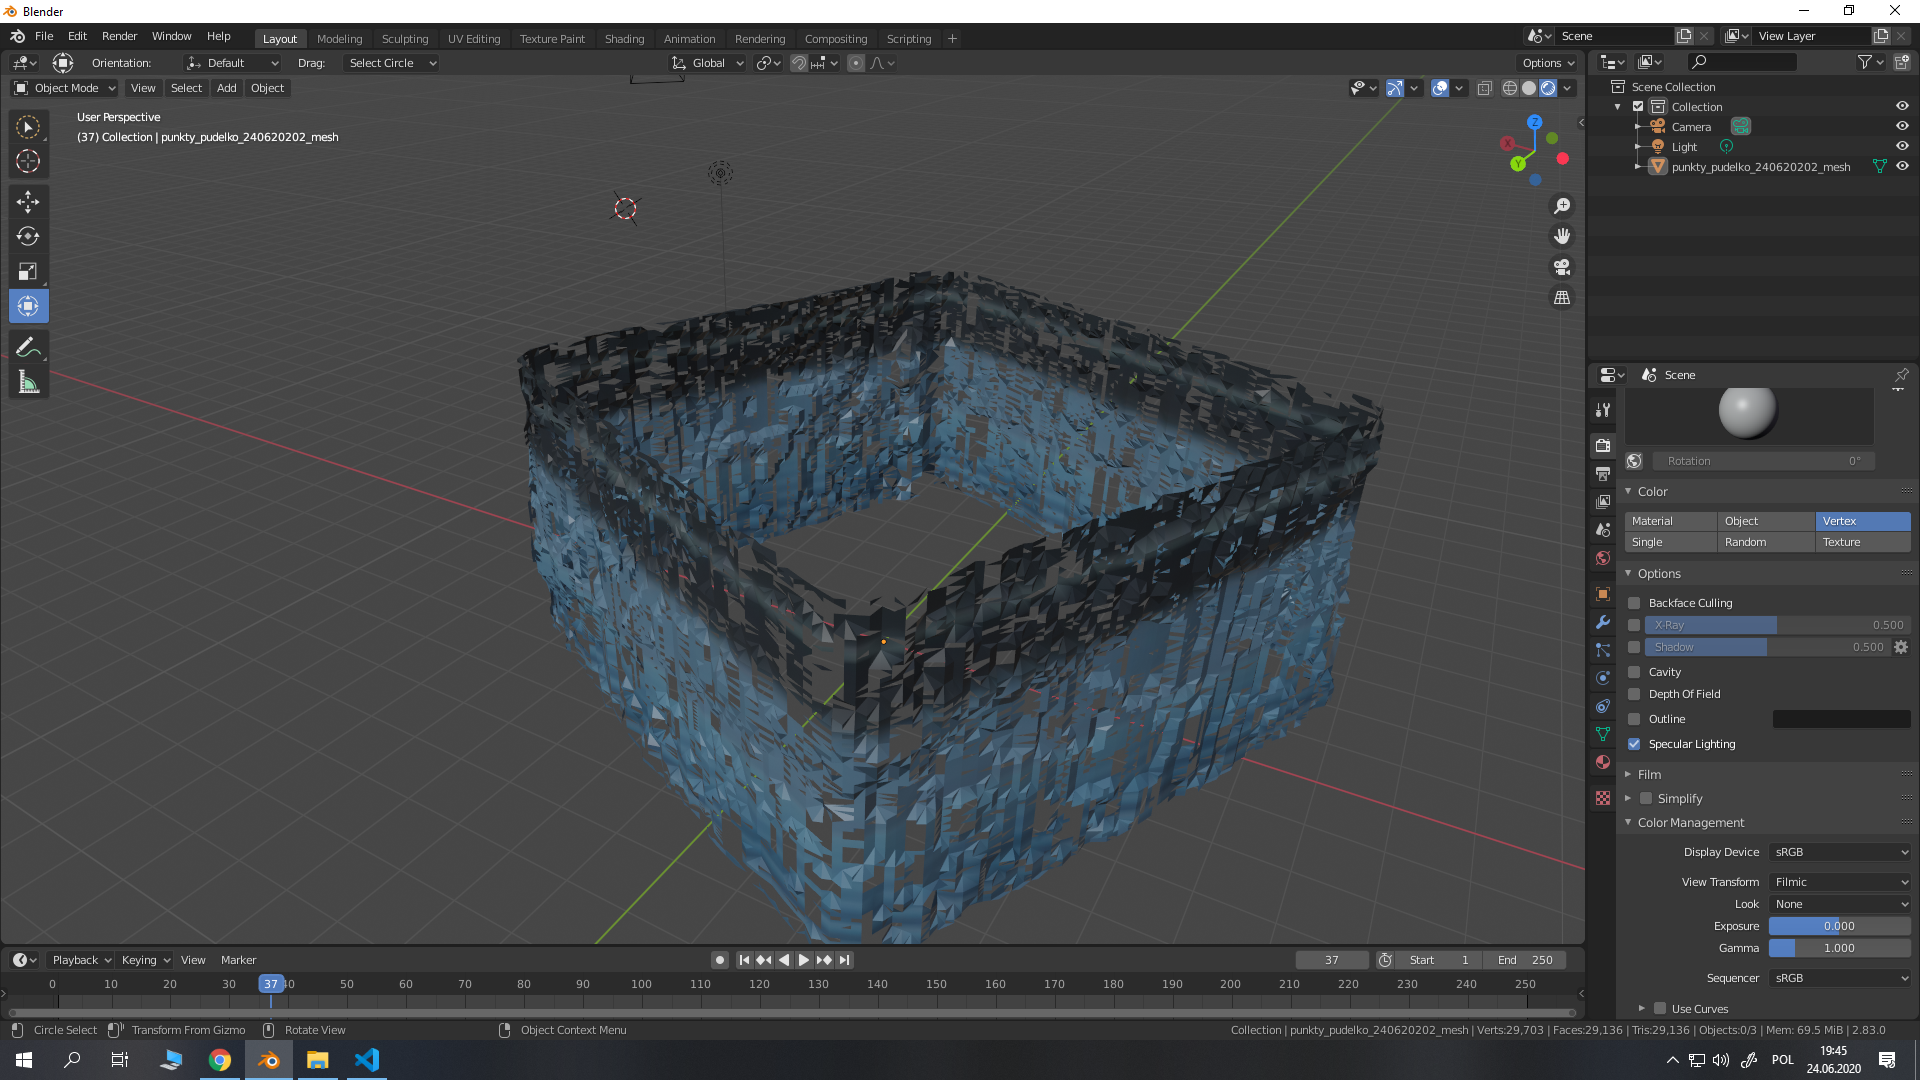 Blender
File Edit Render Window Help Layout Modeling Sculpting UV Editing Texture Paint Shading Animation Rendering Compositing Scripting + Scene View Layer
Orientation: Default Drag: Select Circle Global Options
Object Mode View Select Add Object
User Perspective
(37) Collection | punkty_pudelko_240620202_mesh
Z
X
Y
Scene Collection
Collection
Camera
Light
punkty_pudelko_240620202_mesh
Scene
Rotation 0°
Color
Material Object Vertex
Single Random Texture
Options
Backface Culling
X-Ray 0.500
Shadow 0.500
Cavity
Depth Of Field
Outline
Specular Lighting
Film
Simplify
Color Management
Display Device sRGB
View Transform Filmic
Look None
Exposure 0.000
Gamma 1.000
Sequencer sRGB
Use Curves
Playback Keying View Marker 37 Start 1 End 250
0 10 20 30 37 40 50 60 70 80 90 100 110 120 130 140 150 160 170 180 190 200 210 220 230 240 250
Circle Select Transform From Gizmo Rotate View Object Context Menu Collection | punkty_pudelko_240620202_mesh | Verts:29,703 | Faces:29,136 | Tris:29,136 | Objects:0/3 | Mem: 69.5 MiB | 2.83.0
POL
19:45
24.06.2020